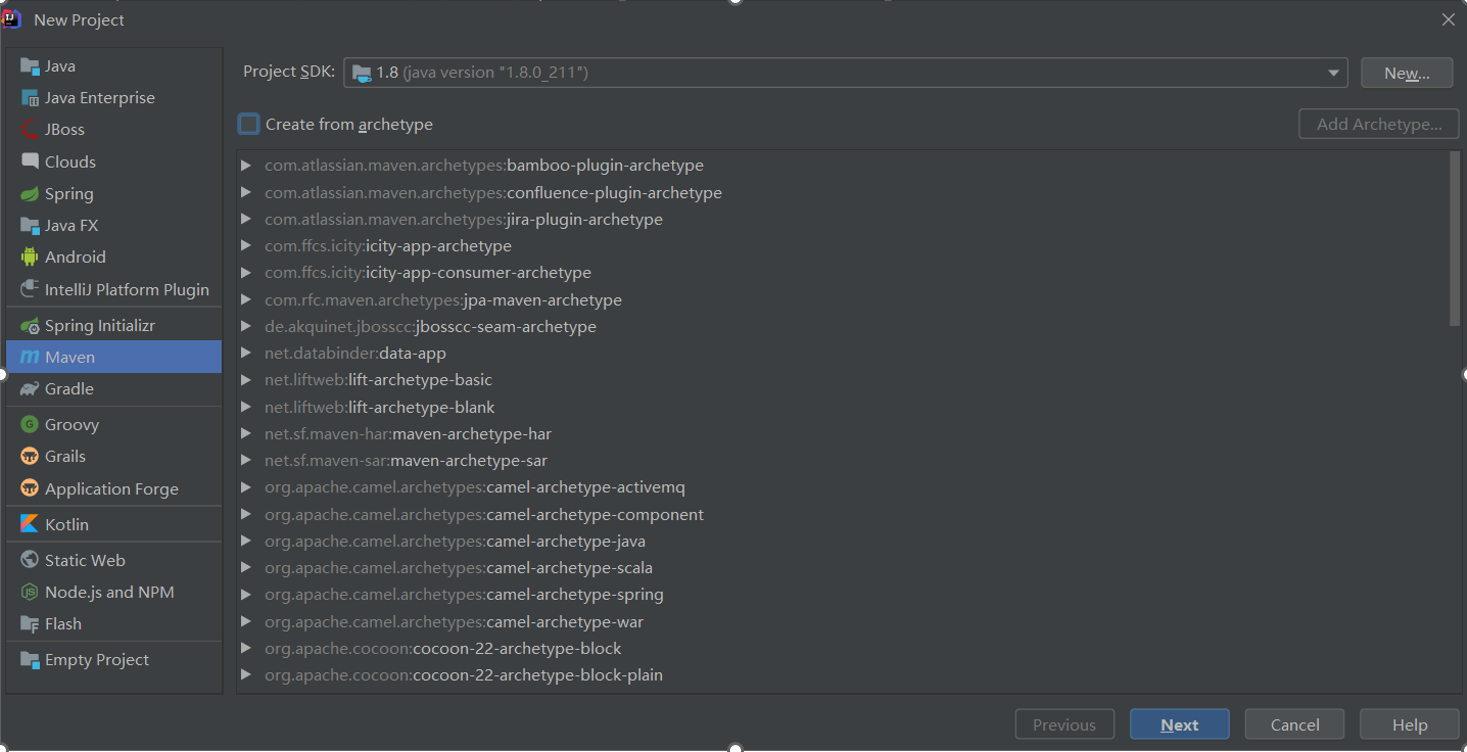 New Project
Java
Java Enterprise
JBoss
Clouds
Spring
Java FX
Android
IntelliJ Platform Plugin
Spring Initializr
Maven
Gradle
Groovy
Grails
Application Forge
Kotlin
Static Web
Node.js and NPM
Flash
Empty Project
Project SDK: 1.8 (java version "1.8.0_211") New...
Create from archetype Add Archetype...
com.atlassian.maven.archetypes:bamboo-plugin-archetype
com.atlassian.maven.archetypes:confluence-plugin-archetype
com.atlassian.maven.archetypes:jira-plugin-archetype
com.ffcs.icity:icity-app-archetype
com.ffcs.icity:icity-app-consumer-archetype
com.rfc.maven.archetypes:jpa-maven-archetype
de.akquinet.jbosscc:jbosscc-seam-archetype
net.databinder:data-app
net.liftweb:lift-archetype-basic
net.liftweb:lift-archetype-blank
net.sf.maven-har:maven-archetype-har
net.sf.maven-sar:maven-archetype-sar
org.apache.camel.archetypes:camel-archetype-activemq
org.apache.camel.archetypes:camel-archetype-component
org.apache.camel.archetypes:camel-archetype-java
org.apache.camel.archetypes:camel-archetype-scala
org.apache.camel.archetypes:camel-archetype-spring
org.apache.camel.archetypes:camel-archetype-war
org.apache.cocoon:cocoon-22-archetype-block
org.apache.cocoon:cocoon-22-archetype-block-plain
Previous Next Cancel Help